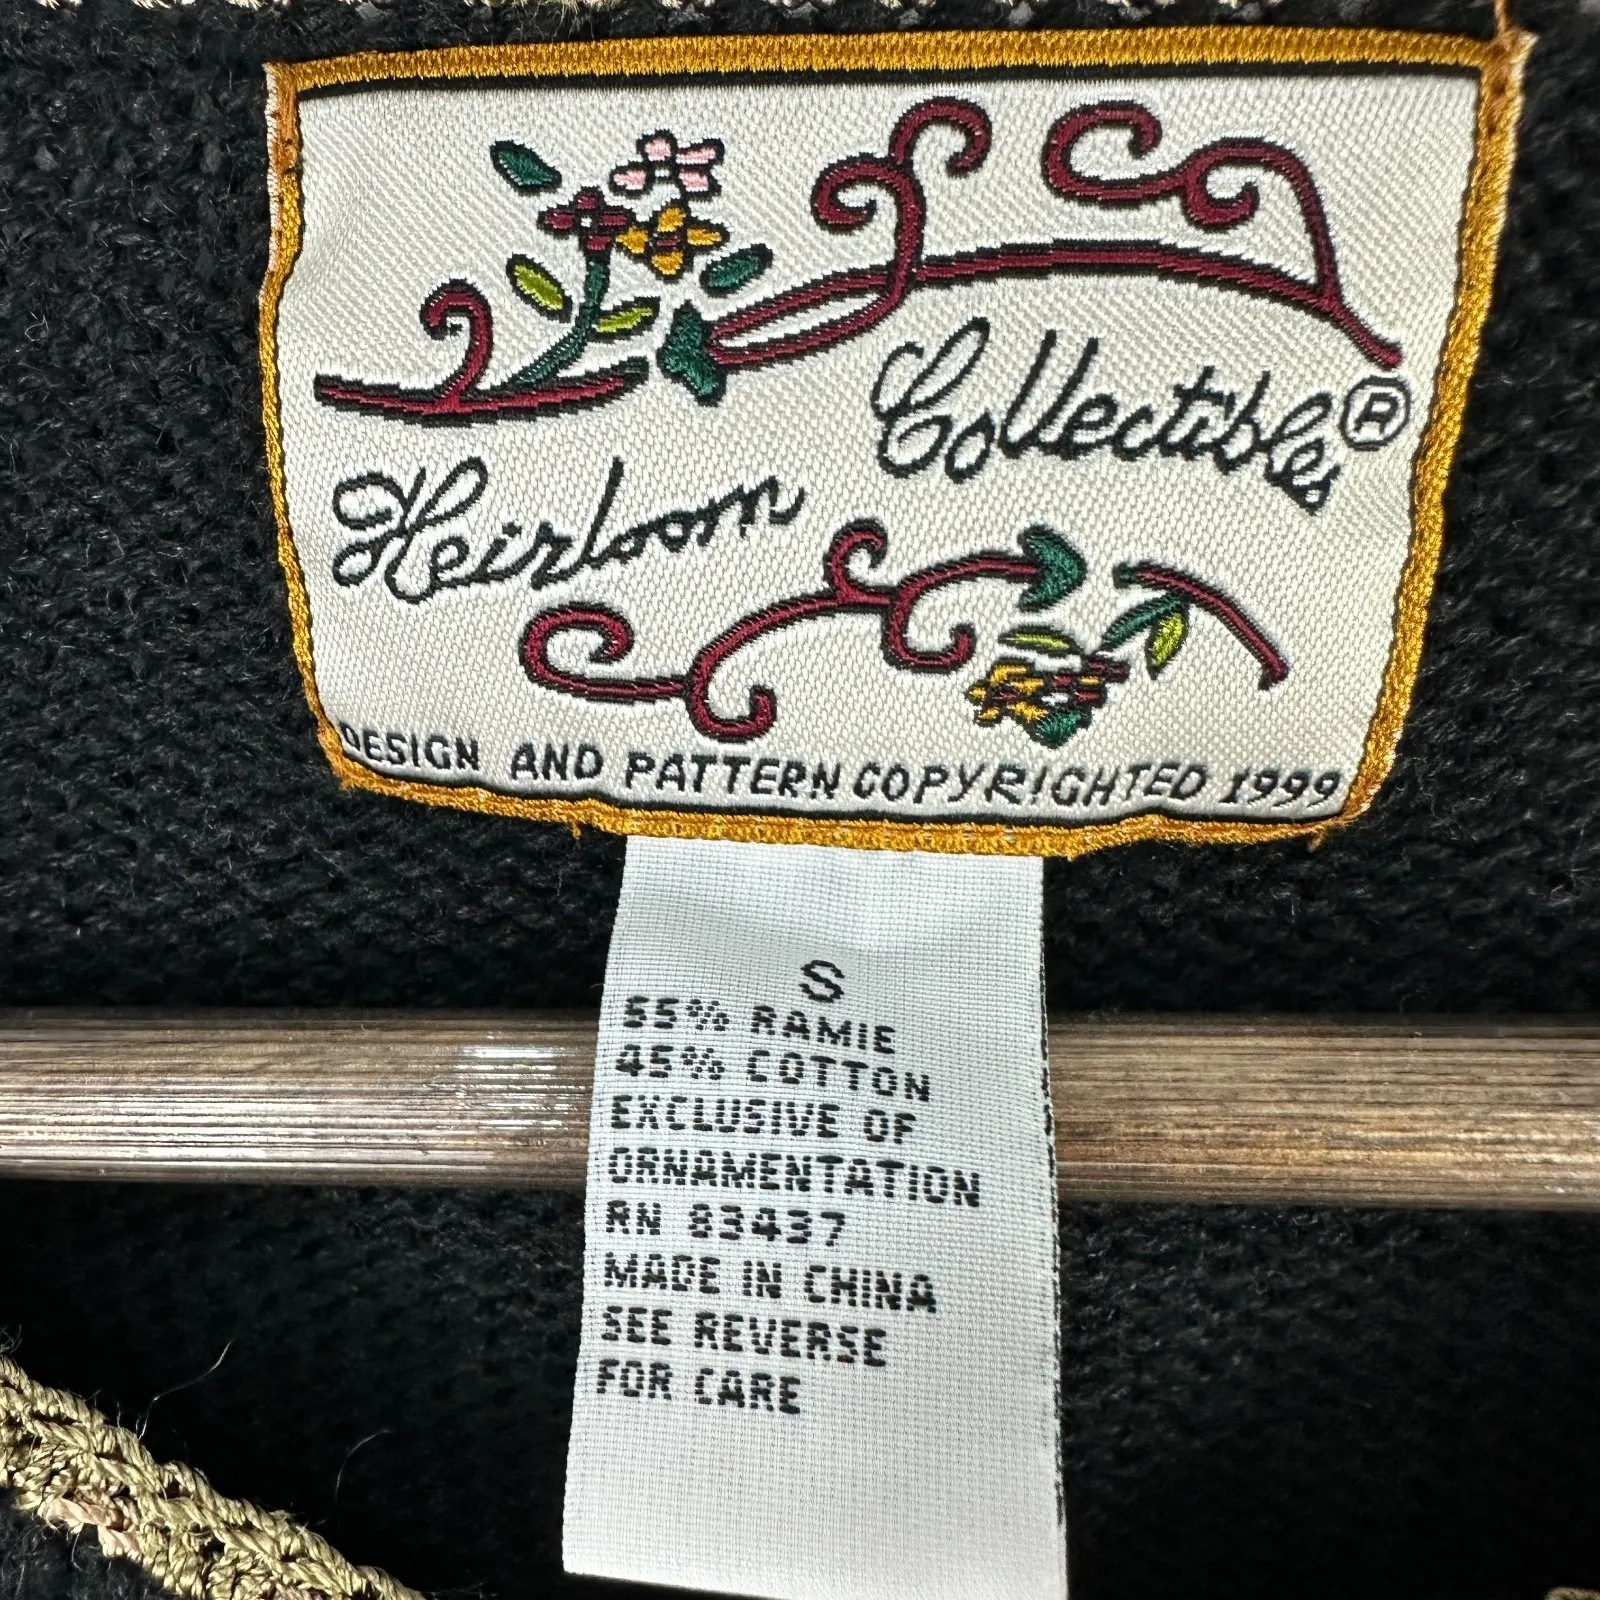 Heirloom Collectibles®
DESIGN AND PATTERN COPYRIGHTED 1999
S
55% RAMIE
45% COTTON
EXCLUSIVE OF
ORNAMENTATION
RN 83437
MADE IN CHINA
SEE REVERSE
FOR CARE